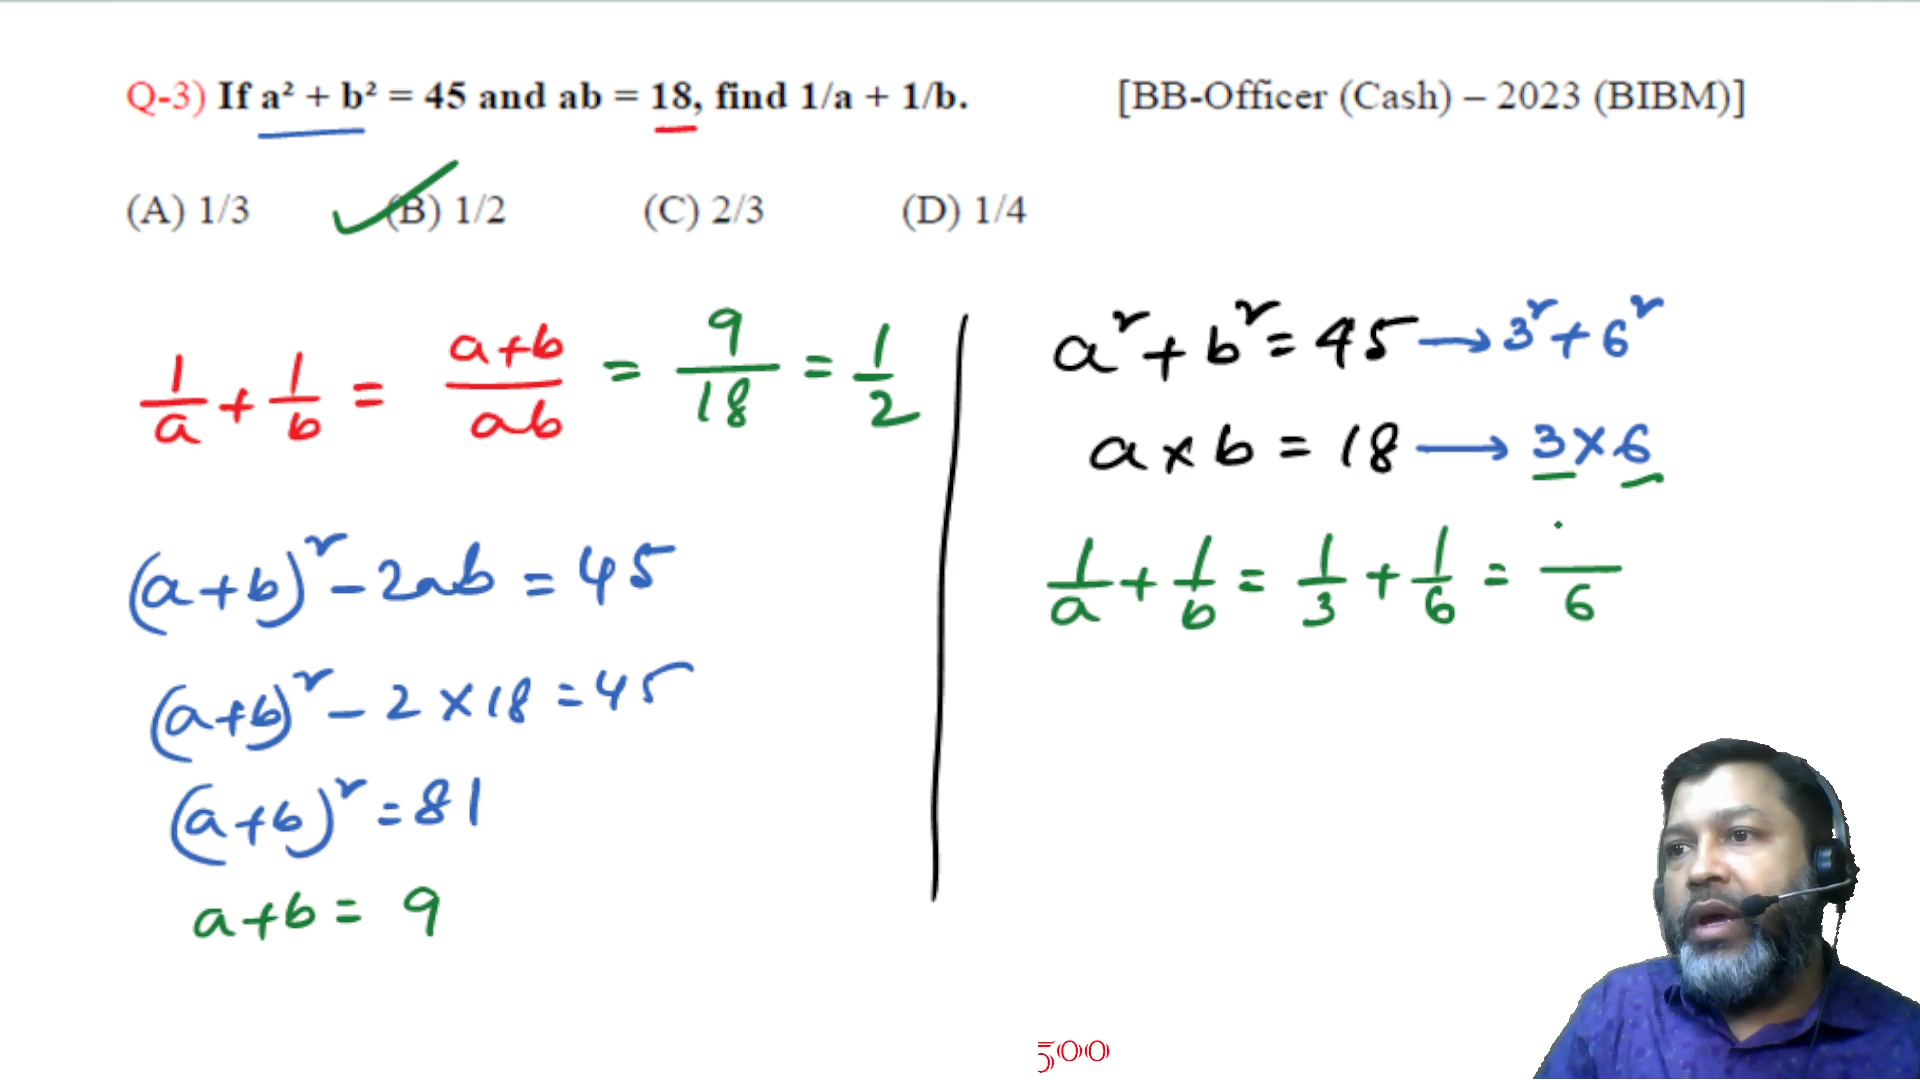 Q-3) If a² + b² = 45 and ab = 18, find 1/a + 1/b. [BB-Officer (Cash) – 2023 (BIBM)]
(A) 1/3 (B) 1/2 (C) 2/3 (D) 1/4
1/a + 1/b = a+b/ab = 9/18 = 1/2
(a+b)² - 2ab = 45
(a+b)² - 2 × 18 = 45
(a+b)² = 81
a+b = 9
a² + b² = 45 → 3² + 6²
a × b = 18 → 3 × 6
1/a + 1/b = 1/3 + 1/6 = /6